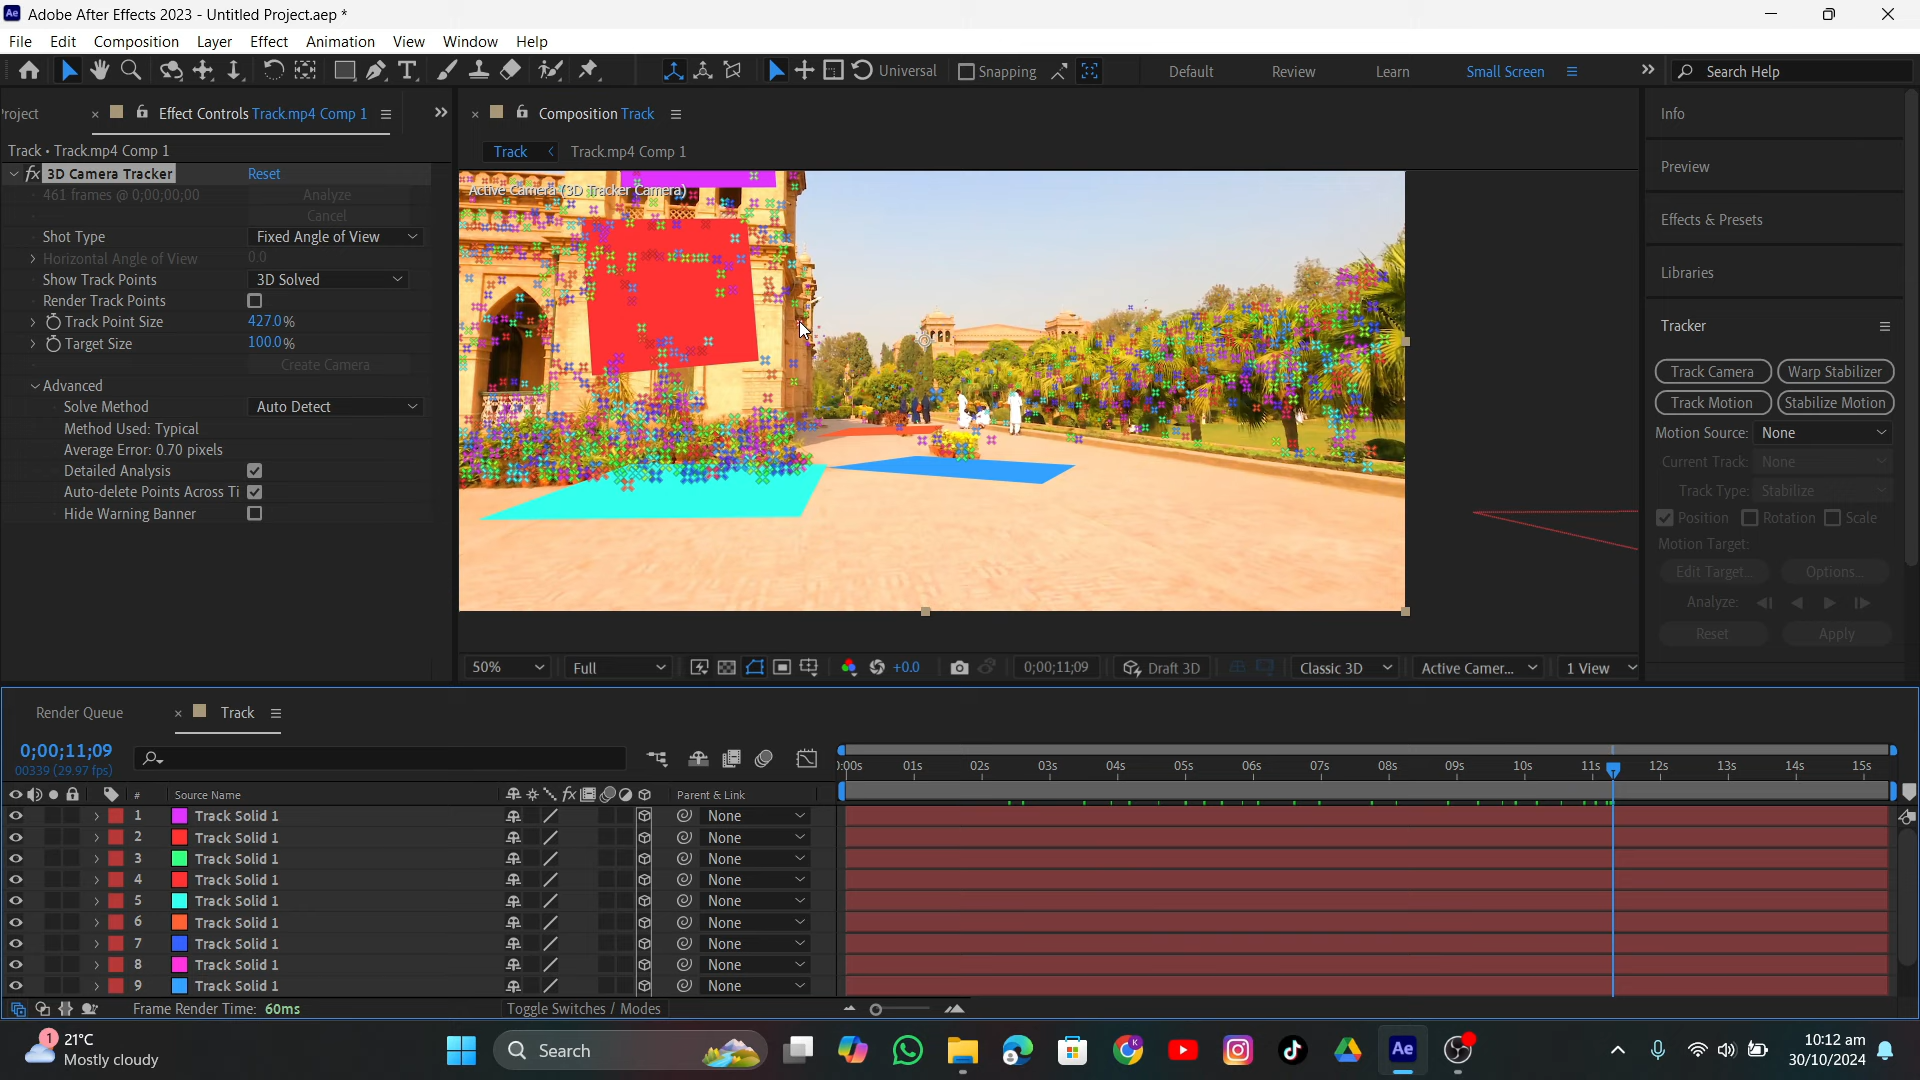 Adobe After Effects 2023 - Untitled Project.aep *
File Edit Composition Layer Effect Animation View Window Help
Universal Snapping Default Review Learn Small Screen Search Help
roject Effect Controls Track.mp4 Comp 1
Composition Track
Info
Track • Track.mp4 Comp 1
Track Track.mp4 Comp 1
Preview
fx 3D Camera Tracker Reset
Active Camera (3D Tracker Camera)
461 frames @ 0;00;00;00 Analyze
Cancel
Effects & Presets
Shot Type Fixed Angle of View
Horizontal Angle of View 0.0
Libraries
Show Track Points 3D Solved
Render Track Points
Track Point Size 427.0%
Tracker
Target Size 100.0%
Create Camera
Track Camera Warp Stabilizer
Advanced
Solve Method Auto Detect
Track Motion Stabilize Motion
Method Used: Typical
Motion Source: None
Average Error: 0.70 pixels
Current Track: None
Detailed Analysis
Auto-delete Points Across Ti
Track Type: Stabilize
Hide Warning Banner
Position Rotation Scale
Motion Target:
Edit Target... Options...
Analyze:
Reset Apply
50% Full +0.0 0;00;11;09 Draft 3D Classic 3D Active Camer... 1 View
Render Queue Track
0;00;11;09
00339 (29.97 fps)
:00s 01s 02s 03s 04s 05s 06s 07s 08s 09s 10s 11s 12s 13s 14s 15s
# Source Name fx Parent & Link
1 Track Solid 1 None
2 Track Solid 1 None
3 Track Solid 1 None
4 Track Solid 1 None
5 Track Solid 1 None
6 Track Solid 1 None
7 Track Solid 1 None
8 Track Solid 1 None
9 Track Solid 1 None
Frame Render Time: 60ms Toggle Switches / Modes
1
21°C
Mostly cloudy
Search
Ae
10:12 am
30/10/2024